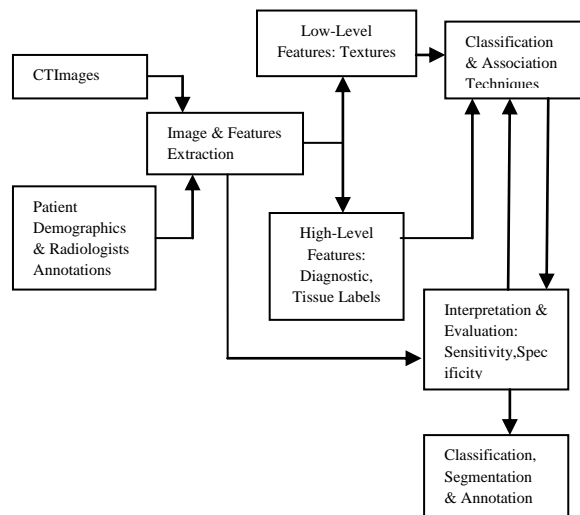 Low-Level
Features: Textures
Classification
& Association
Techniques
CTImages
Image & Features
Extraction
Patient
Demographics
& Radiologists
Annotations
High-Level
Features:
Diagnostic,
Tissue Labels
Interpretation &
Evaluation:
Sensitivity,Spec
ificity
Classification,
Segmentation
& Annotation